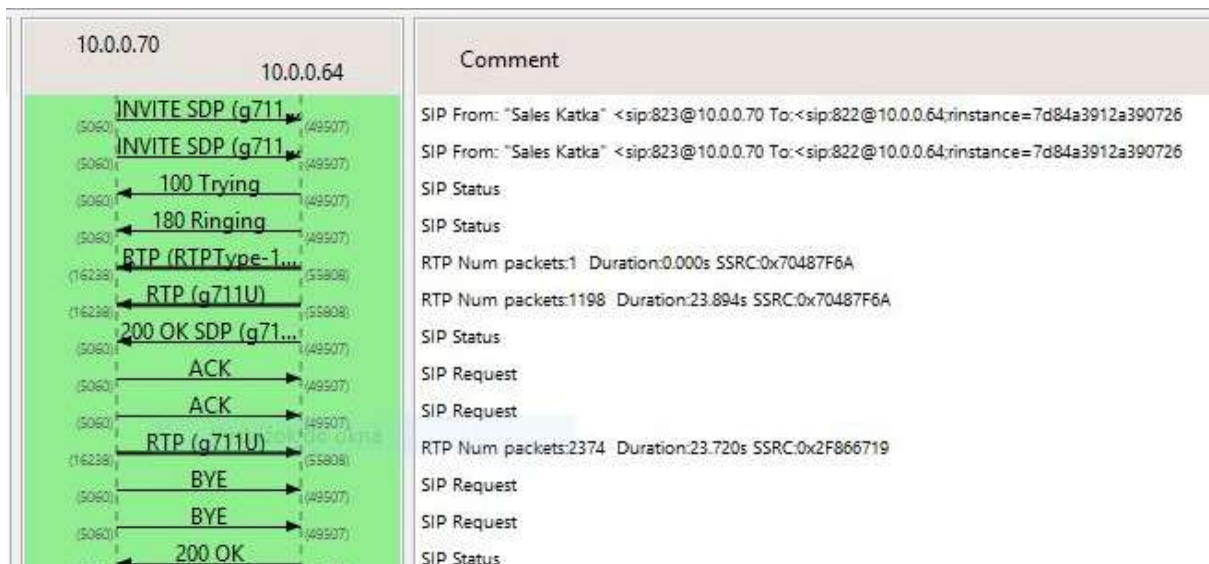 10.0.0.70
10.0.0.64
Comment
INVITE SDP (g711...
(5060) (49507)
SIP From: "Sales Katka" <sip:823@10.0.0.70 To:<sip:822@10.0.0.64;rinstance=7d84a3912a390726
INVITE SDP (g711...
(5060) (49507)
SIP From: "Sales Katka" <sip:823@10.0.0.70 To:<sip:822@10.0.0.64;rinstance=7d84a3912a390726
100 Trying
(5060) (49507)
SIP Status
180 Ringing
(5060) (49507)
SIP Status
RTP (RTPType-1...
(16238) (55808)
RTP Num packets:1 Duration:0.000s SSRC:0x70487F6A
RTP (g711U)
(16238) (55808)
RTP Num packets:1198 Duration:23.894s SSRC:0x70487F6A
200 OK SDP (g71...
(5060) (49507)
SIP Status
ACK
(5060) (49507)
SIP Request
ACK
(5060) (49507)
SIP Request
RTP (g711U)
(16238) (55808)
RTP Num packets:2374 Duration:23.720s SSRC:0x2F866719
BYE
(5060) (49507)
SIP Request
BYE
(5060) (49507)
SIP Request
200 OK
SIP Status